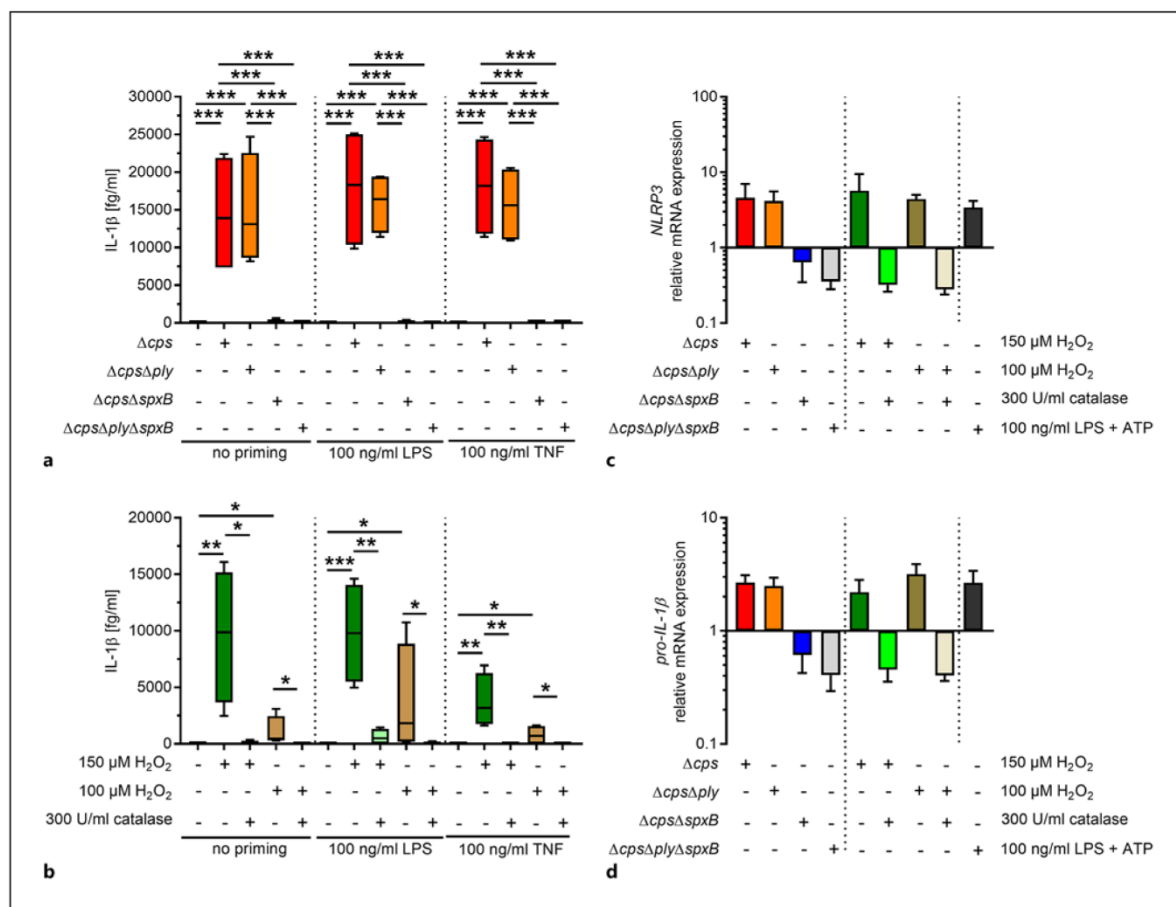 *** *** ***
*** *** ***
*** *** *** *** *** ***
*** *** *** *** *** ***
30000
25000
20000
15000
10000
5000
0
IL-1β [fg/ml]
Δcps - + - - - - + - - - - + - - -
ΔcpsΔply - - + - - - - + - - - - + - -
ΔcpsΔspxB - - - + - - - - + - - - - + -
ΔcpsΔplyΔspxB - - - - + - - - - + - - - - +
no priming 100 ng/ml LPS 100 ng/ml TNF
a
100
10
1
0.1
NLRP3
relative mRNA expression
Δcps + + + 150 µM H₂O₂
ΔcpsΔply + + + 100 µM H₂O₂
ΔcpsΔspxB + + + 300 U/ml catalase
ΔcpsΔplyΔspxB + + 100 ng/ml LPS + ATP
c
20000
15000
10000
5000
0
IL-1β [fg/ml]
* * ** *
* ** *** ** *
* ** ** *
150 µM H₂O₂ - + + - - - + + - - - + + - -
100 µM H₂O₂ - - - + + - - - + + - - - + +
300 U/ml catalase - - + - + - - + - + - - + - +
no priming 100 ng/ml LPS 100 ng/ml TNF
b
10
1
0.1
pro-IL-1β
relative mRNA expression
Δcps + + + 150 µM H₂O₂
ΔcpsΔply + + + 100 µM H₂O₂
ΔcpsΔspxB + + + 300 U/ml catalase
ΔcpsΔplyΔspxB + + 100 ng/ml LPS + ATP
d